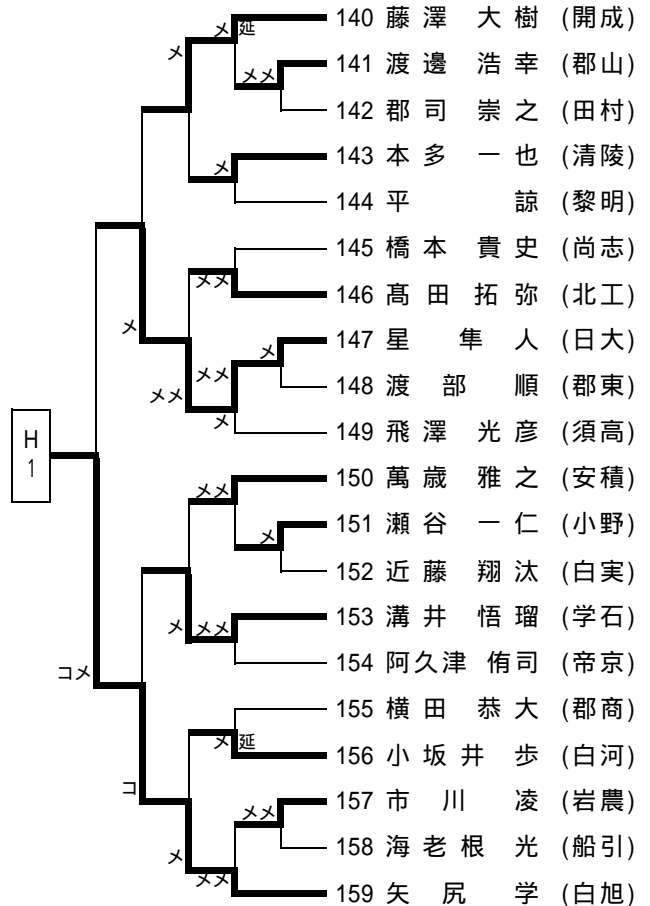 メ 延
140 藤澤 大樹 (開成)
メ
メメ
141 渡邊 浩幸 (郡山)
142 郡司 崇之 (田村)
メ
143 本多 一也 (清陵)
144 平 諒 (黎明)
145 橋本 貴史 (尚志)
メメ
146 髙田 拓弥 (北工)
メ
メ
147 星 隼人 (日大)
メメ
148 渡部 順 (郡東)
メメ
メ
149 飛澤 光彦 (須高)
H
1
メメ
150 萬歳 雅之 (安積)
メ
151 瀬谷 一仁 (小野)
152 近藤 翔汰 (白実)
メ
メメ
153 溝井 悟瑠 (学石)
154 阿久津 侑司 (帝京)
コメ
155 横田 恭大 (郡商)
メ 延
156 小坂井 歩 (白河)
コ
メメ
157 市川 凌 (岩農)
メ
158 海老根 光 (船引)
メメ
159 矢尻 学 (白旭)